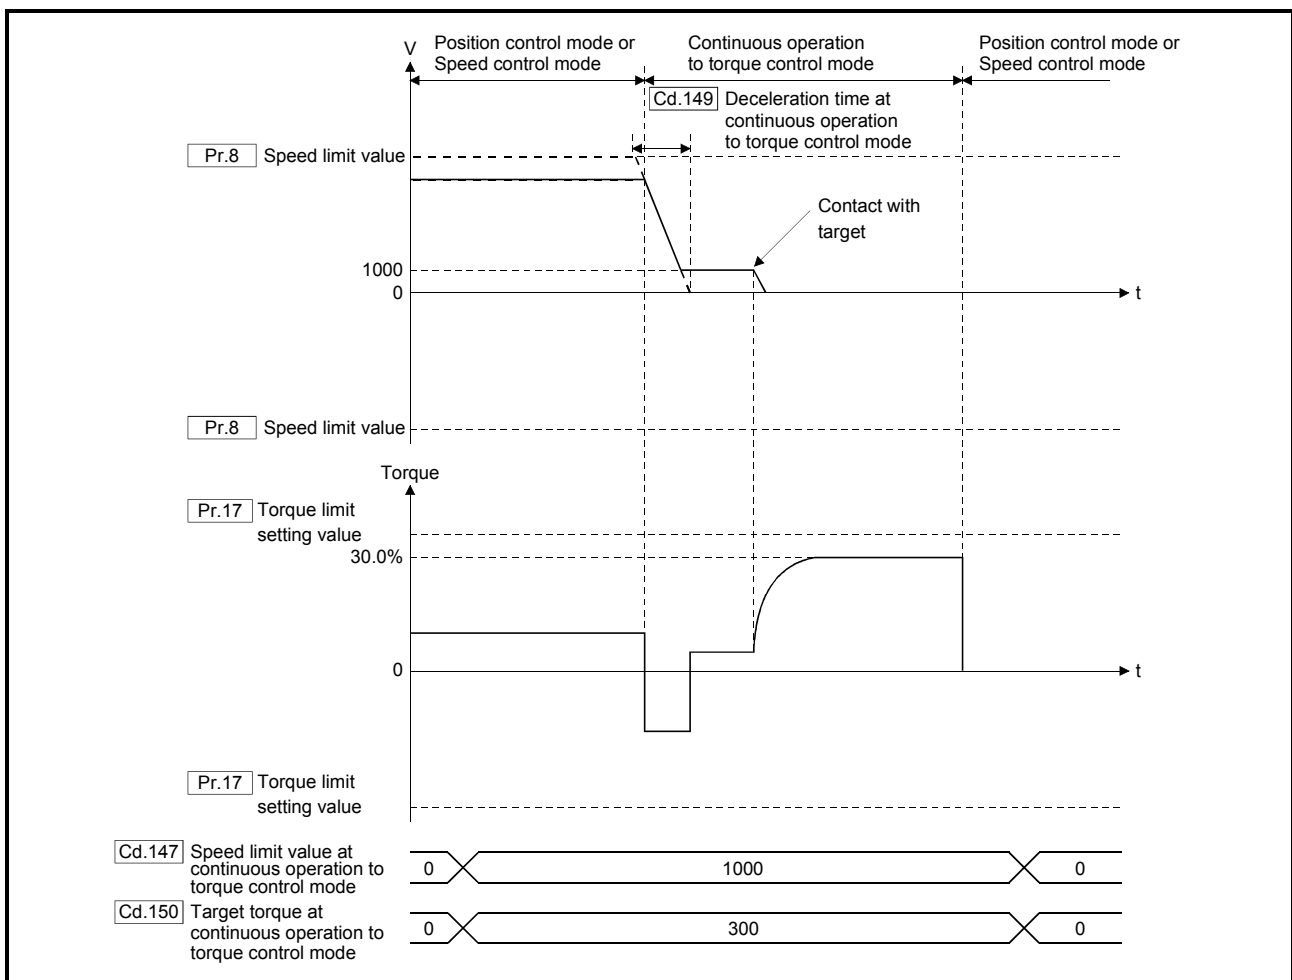 V
Position control mode or
Speed control mode
Continuous operation
to torque control mode
Position control mode or
Speed control mode
Cd.149 Deceleration time at
continuous operation
to torque control mode
Pr.8 Speed limit value
Contact with
target
1000
0
t
Pr.8 Speed limit value
Torque
Pr.17 Torque limit
setting value
30.0%
0
t
Pr.17 Torque limit
setting value
Cd.147 Speed limit value at
continuous operation to
torque control mode
0 1000 0
Cd.150 Target torque at
continuous operation to
torque control mode
0 300 0